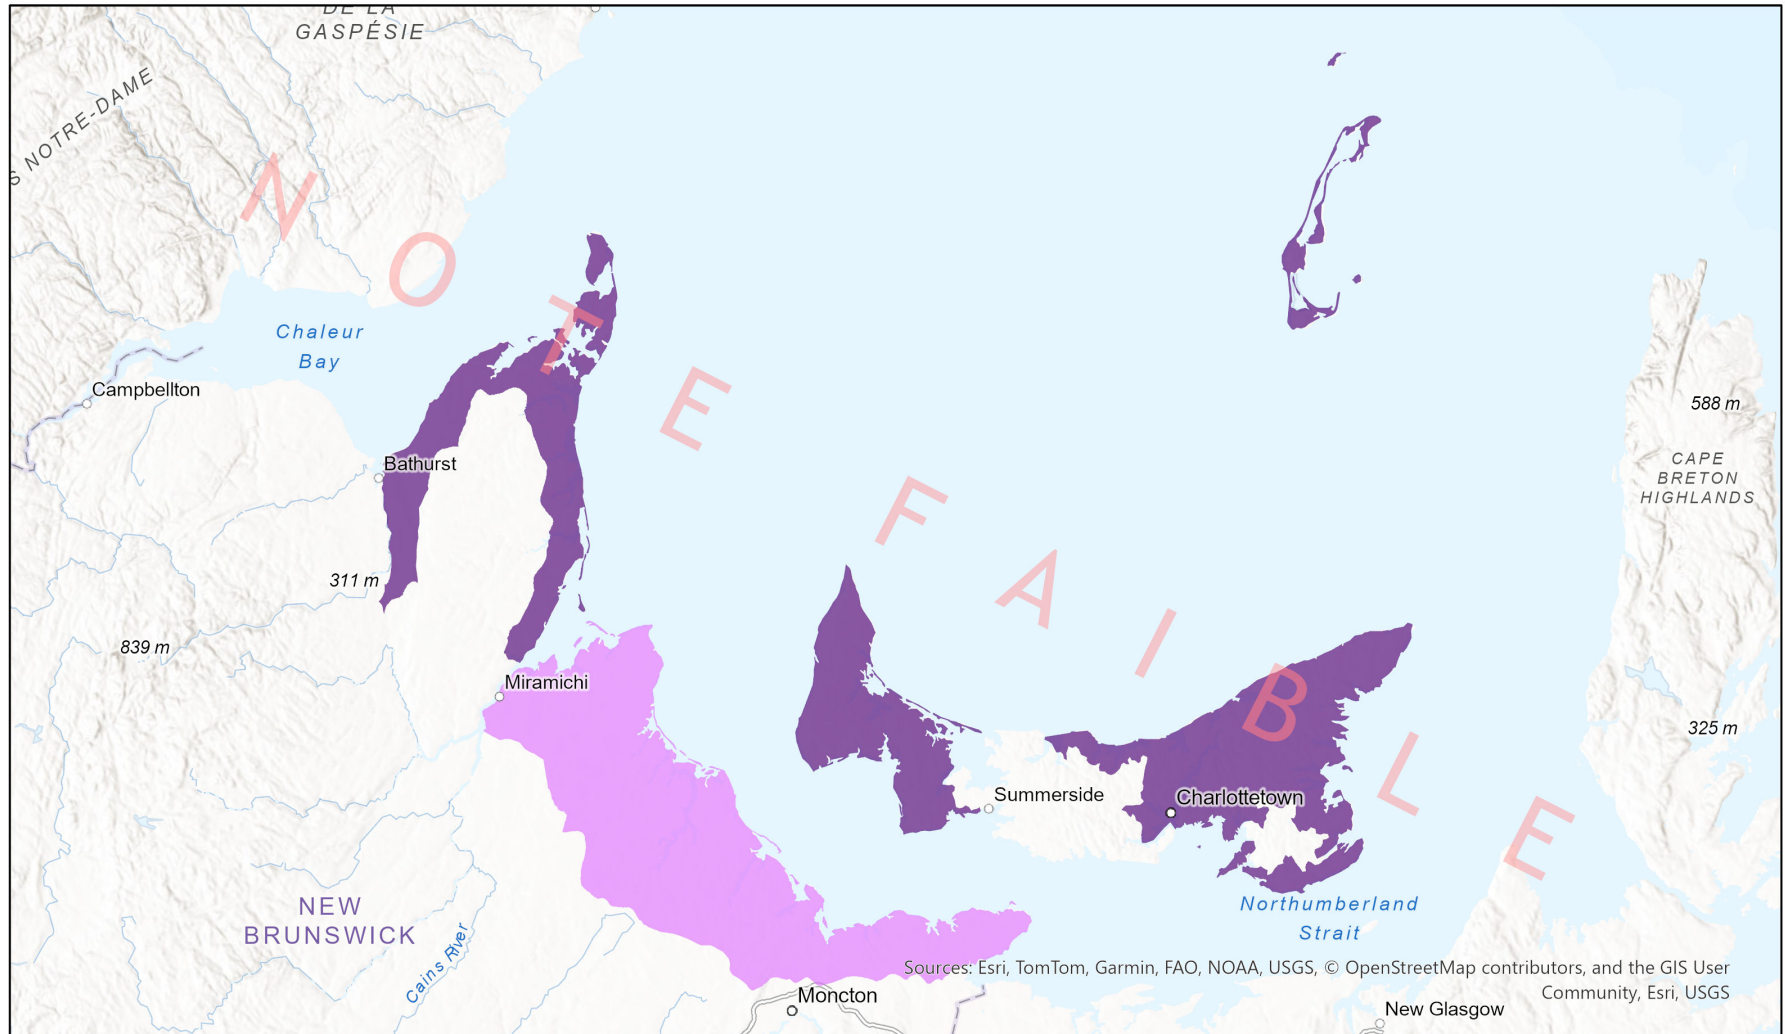 DE LA
GASPÉSIE
S NOTRE-DAME
NOTE FAIBLE
Chaleur
Bay
Campbellton
Bathurst
588 m
CAPE
BRETON
HIGHLANDS
311 m
839 m
Miramichi
325 m
Summerside
Charlottetown
NEW
BRUNSWICK
Cains River
Northumberland
Strait
Sources: Esri, TomTom, Garmin, FAO, NOAA, USGS, © OpenStreetMap contributors, and the GIS User
Community, Esri, USGS
Moncton
New Glasgow